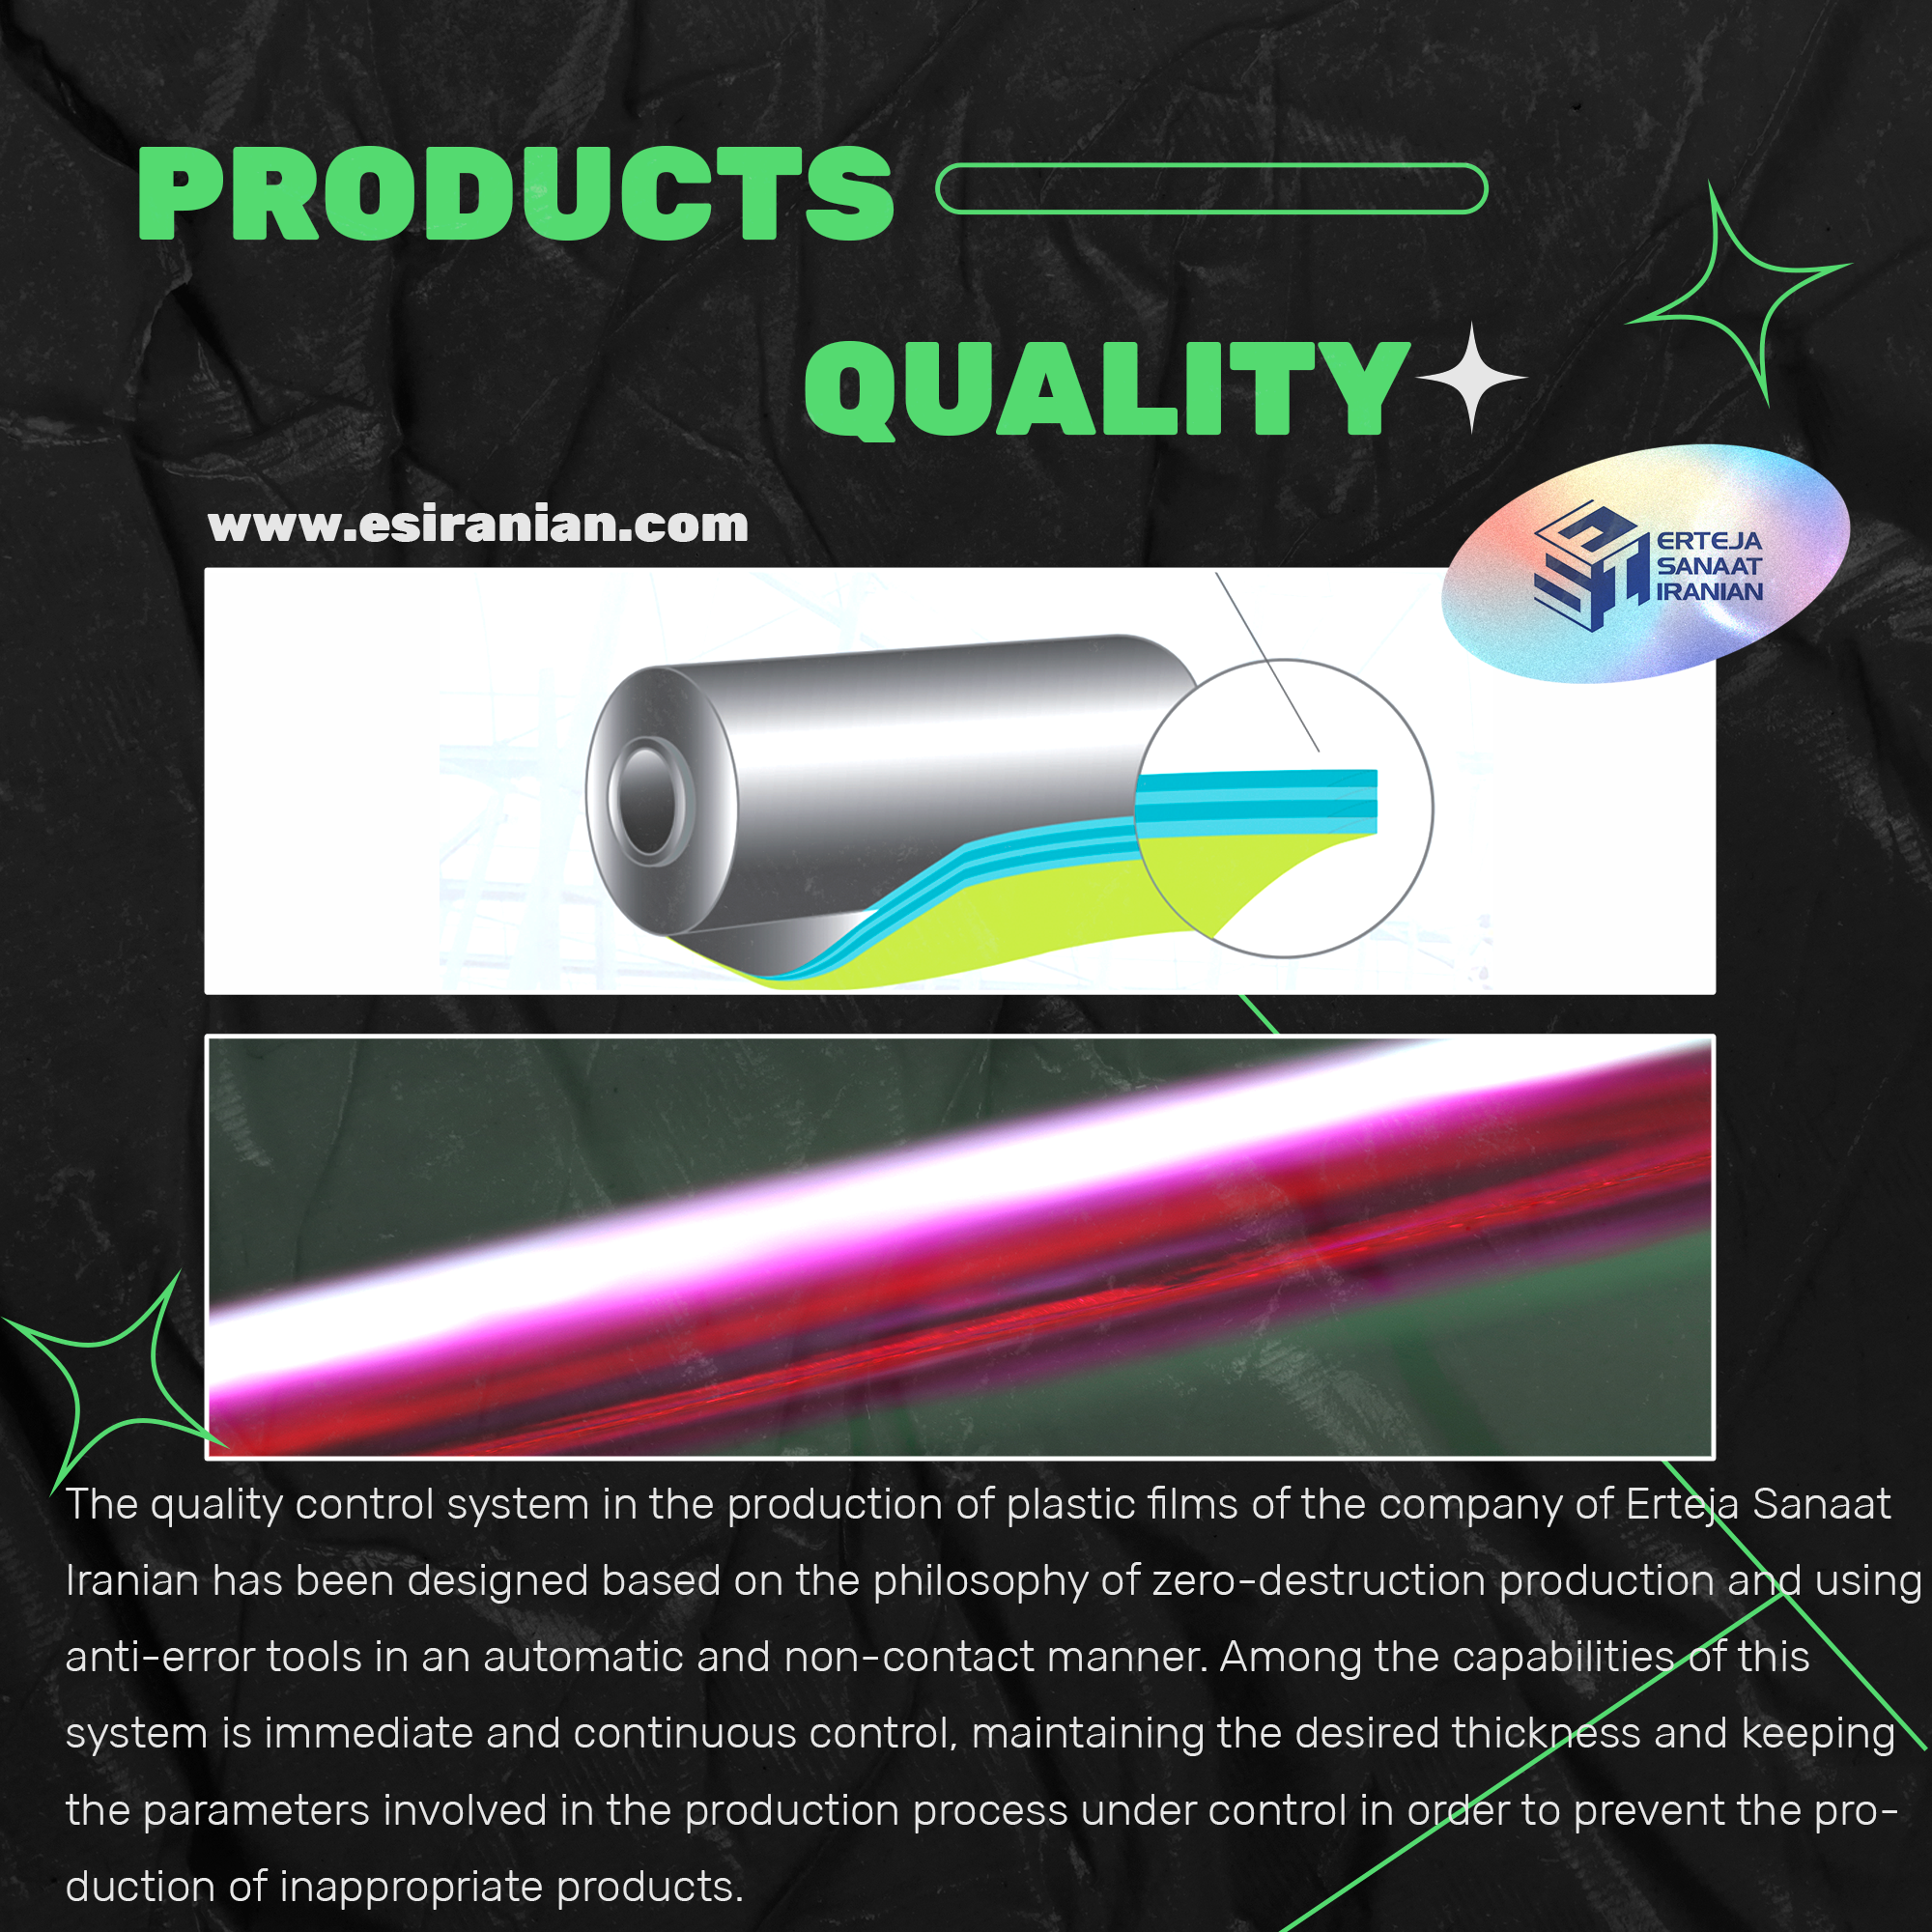 PRODUCTS
QUALITY
www.esiranian.com
ERTEJA
SANAAT
IRANIAN
The quality control system in the production of plastic films of the company of Erteja Sanaat
Iranian has been designed based on the philosophy of zero-destruction production and using
anti-error tools in an automatic and non-contact manner. Among the capabilities of this
system is immediate and continuous control, maintaining the desired thickness and keeping
the parameters involved in the production process under control in order to prevent the pro-
duction of inappropriate products.